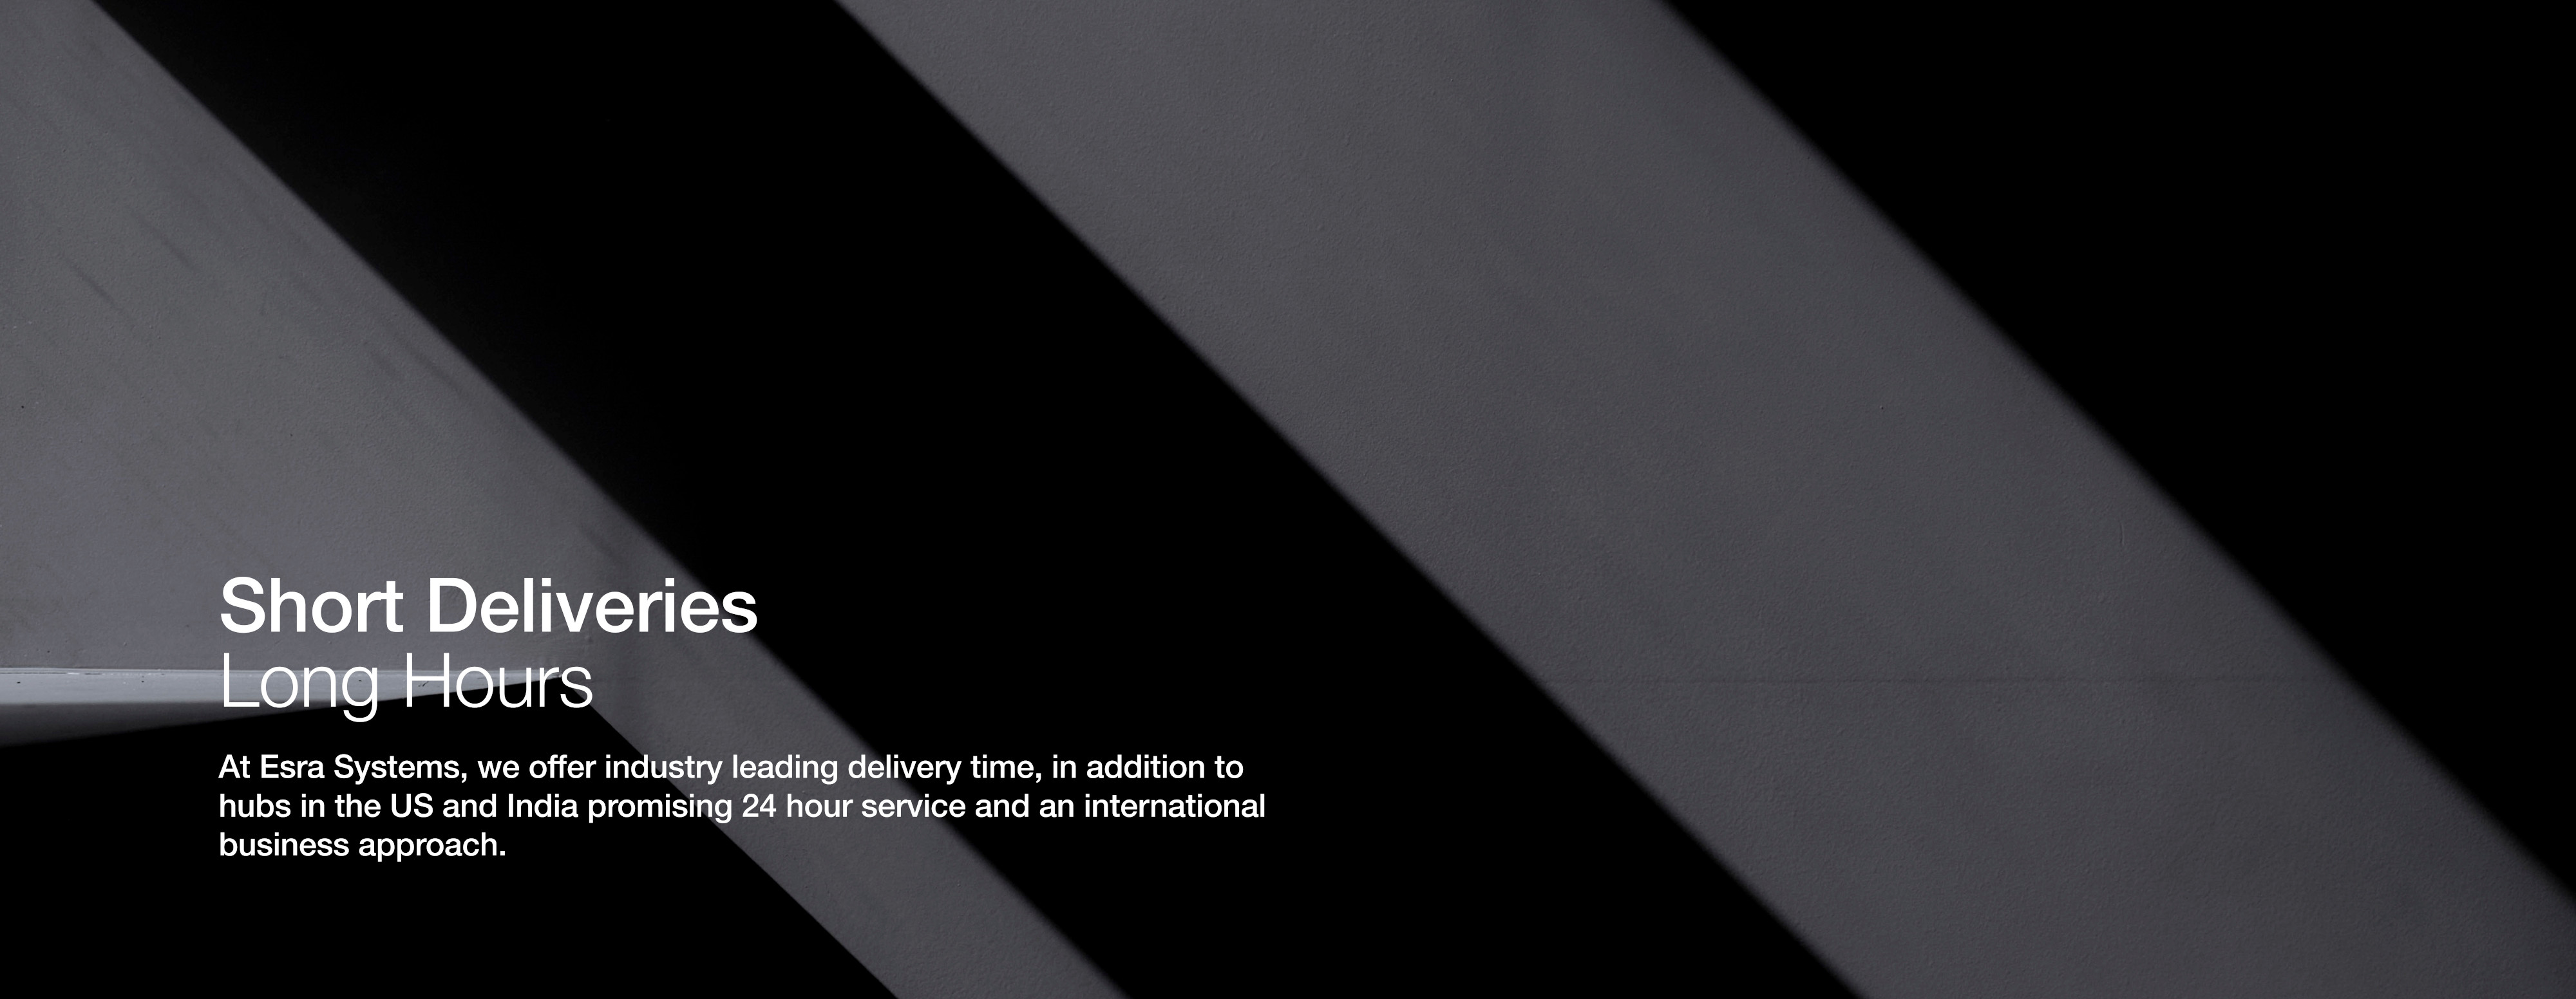 Short Deliveries
Long Hours
At Esra Systems, we offer industry leading delivery time, in addition to
hubs in the US and India promising 24 hour service and an international
business approach.